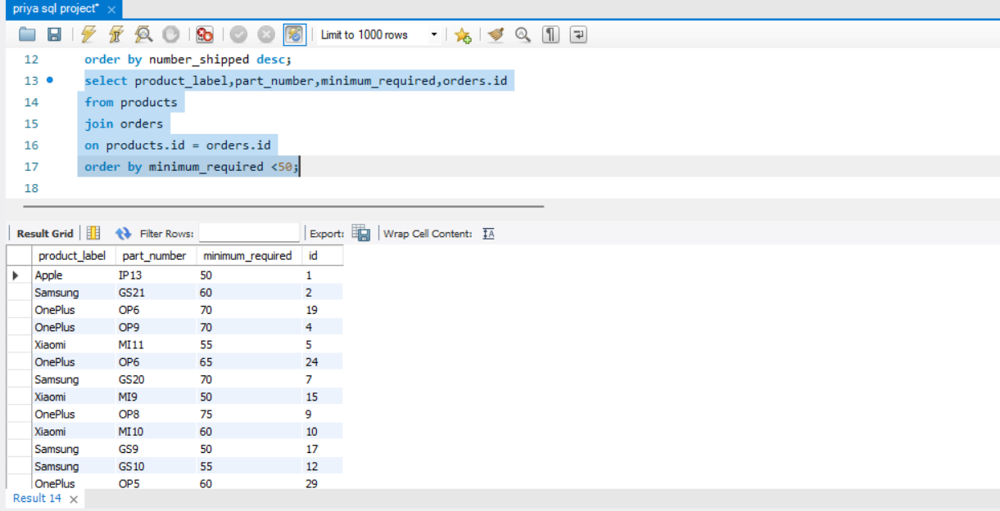 priya sql project*
Limit to 1000 rows
12 order by number_shipped desc;
13 select product_label,part_number,minimum_required,orders.id
14 from products
15 join orders
16 on products.id = orders.id
17 order by minimum_required <50;
18
Result Grid Filter Rows: Export: Wrap Cell Content:
product_label part_number minimum_required id
Apple IP13 50 1
Samsung GS21 60 2
OnePlus OP6 70 19
OnePlus OP9 70 4
Xiaomi MI11 55 5
OnePlus OP6 65 24
Samsung GS20 70 7
Xiaomi MI9 50 15
OnePlus OP8 75 9
Xiaomi MI10 60 10
Samsung GS9 50 17
Samsung GS10 55 12
OnePlus OP5 60 29
Result 14